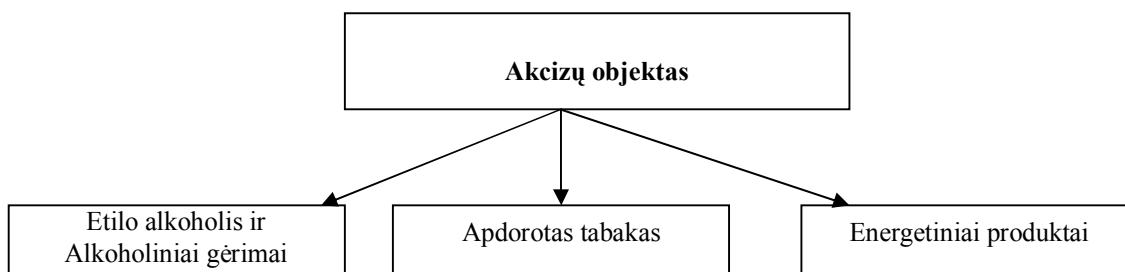 Akcizų objektas
Etilo alkoholis ir
Alkoholiniai gėrimai
Apdorotas tabakas
Energetiniai produktai